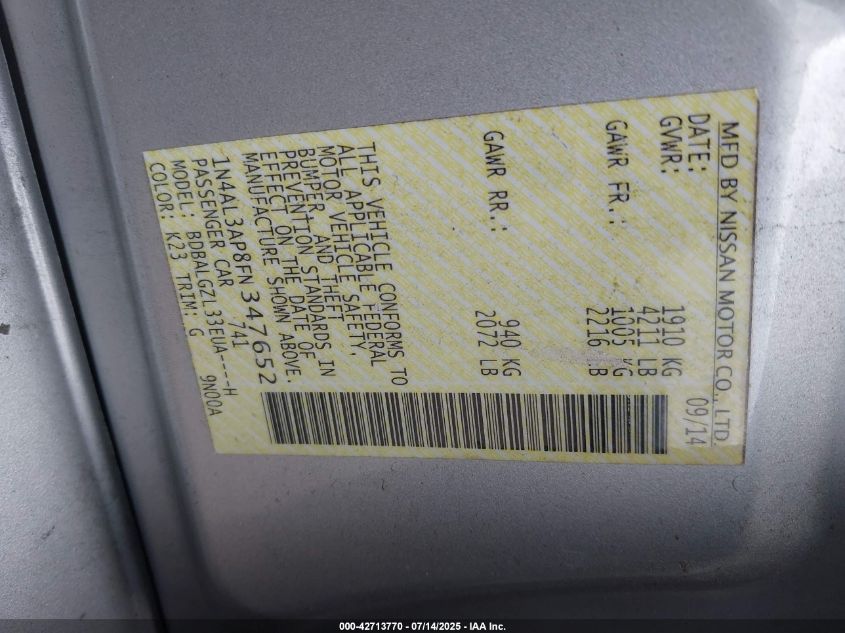 MFD BY NISSAN MOTOR CO., LTD.
DATE: 09/14
GVWR: 1910 KG
4211 LB
GAWR FR.: 1005 KG
2216 LB
GAWR RR.: 940 KG
2072 LB
THIS VEHICLE CONFORMS TO
ALL APPLICABLE FEDERAL
MOTOR VEHICLE SAFETY,
BUMPER, AND THEFT
PREVENTION STANDARDS IN
EFFECT ON THE DATE OF
MANUFACTURE SHOWN ABOVE.
1N4AL3AP8FN347652
PASSENGER CAR 741
MODEL: BDBALGZL33EUA----H
COLOR: K23 TRIM: G 9N00A
000-42713770 - 07/14/2025 - IAA Inc.